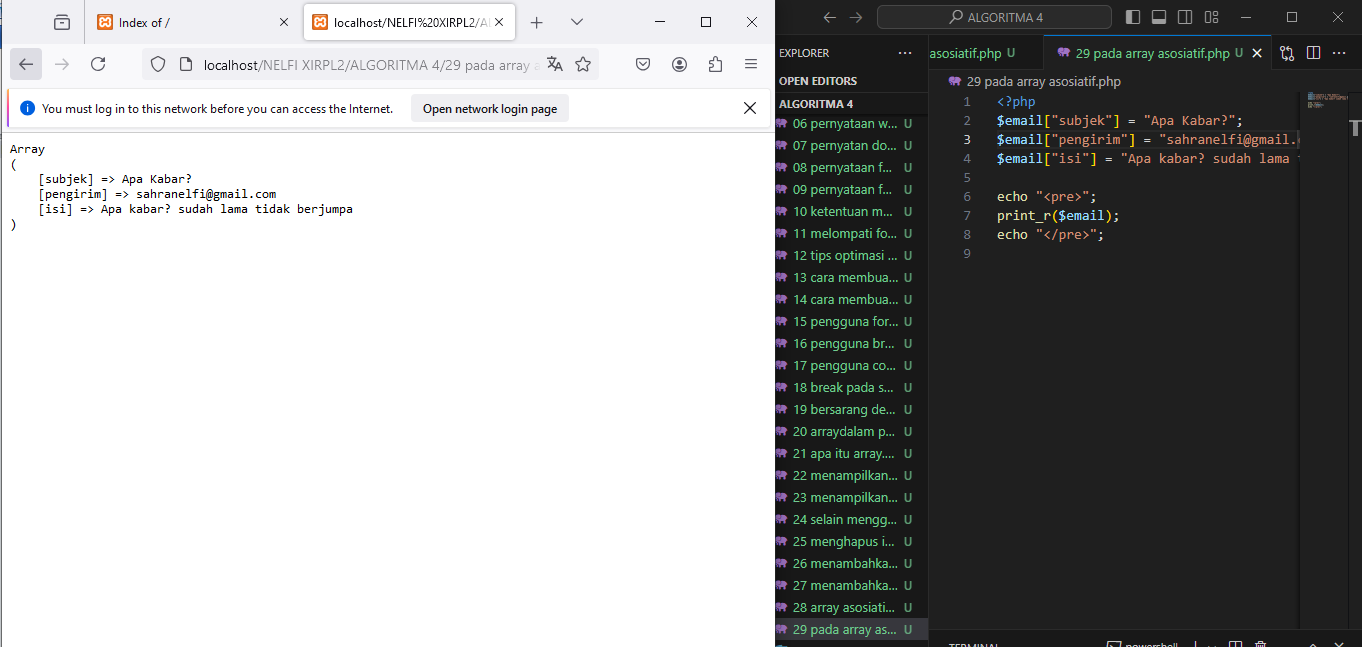 Index of /
localhost/NELFI%20XIRPL2/AL
localhost/NELFI XIRPL2/ALGORITMA 4/29 pada array a
You must log in to this network before you can access the Internet.
Open network login page
Array
(
[subjek] => Apa Kabar?
[pengirim] => sahranelfi@gmail.com
[isi] => Apa kabar? sudah lama tidak berjumpa
)
ALGORITMA 4
EXPLORER
OPEN EDITORS
ALGORITMA 4
06 pernyataan w... U
07 pernyatan do... U
08 pernyataan f... U
09 pernyataan f... U
10 ketentuan m... U
11 melompati fo... U
12 tips optimasi ... U
13 cara membua... U
14 cara membua... U
15 pengguna for... U
16 pengguna br... U
17 pengguna co... U
18 break pada s... U
19 bersarang de... U
20 arraydalam p... U
21 apa itu array.... U
22 menampilkan... U
23 menampilkan... U
24 selain mengg... U
25 menghapus i... U
26 menambahka... U
27 menambahka... U
28 array asosiati... U
29 pada array as... U
asosiatif.php U
29 pada array asosiatif.php U
29 pada array asosiatif.php
1 <?php
2 $email["subjek"] = "Apa Kabar?";
3 $email["pengirim"] = "sahranelfi@gmail.
4 $email["isi"] = "Apa kabar? sudah lama
5
6 echo "<pre>";
7 print_r($email);
8 echo "</pre>";
9
TERMINAL
powershell